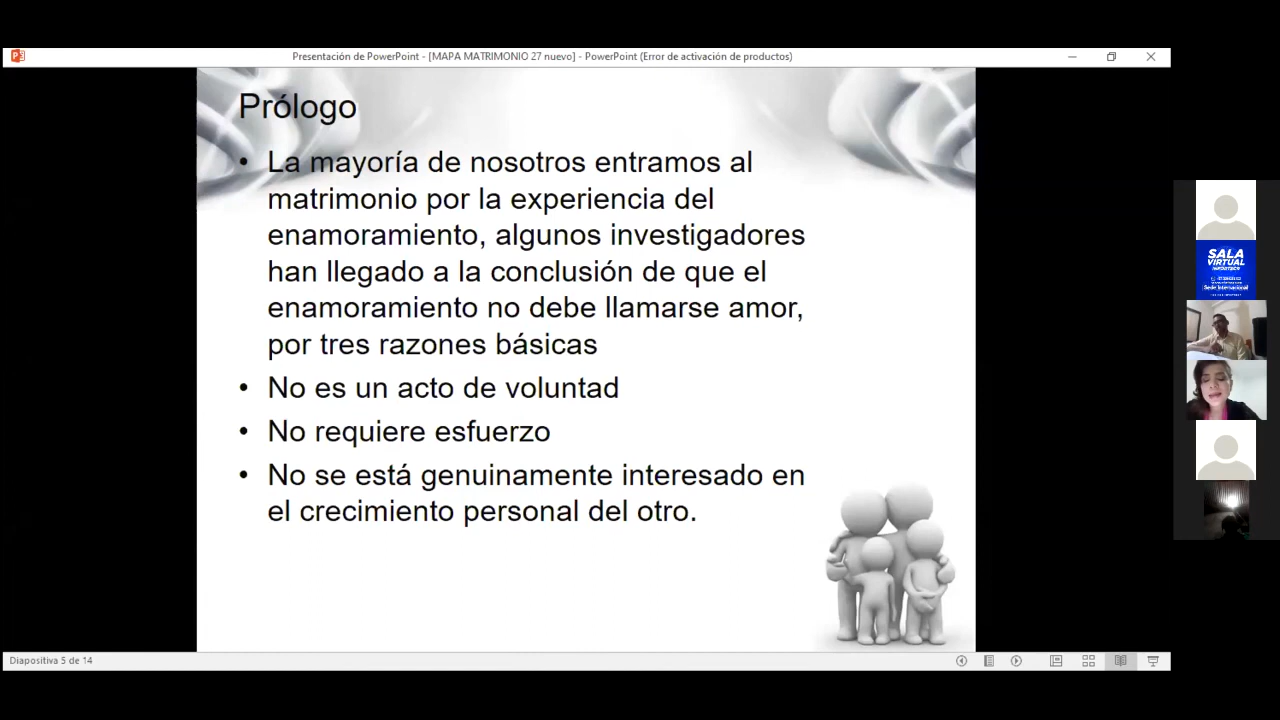 Presentación de PowerPoint - [MAPA MATRIMONIO 27 nuevo] - PowerPoint (Error de activación de productos)
Prólogo
• La mayoría de nosotros entramos al
matrimonio por la experiencia del
enamoramiento, algunos investigadores
han llegado a la conclusión de que el
enamoramiento no debe llamarse amor,
por tres razones básicas
• No es un acto de voluntad
• No requiere esfuerzo
• No se está genuinamente interesado en
el crecimiento personal del otro.
SALA
VIRTUAL
Sede Internacional
Diapositiva 5 de 14